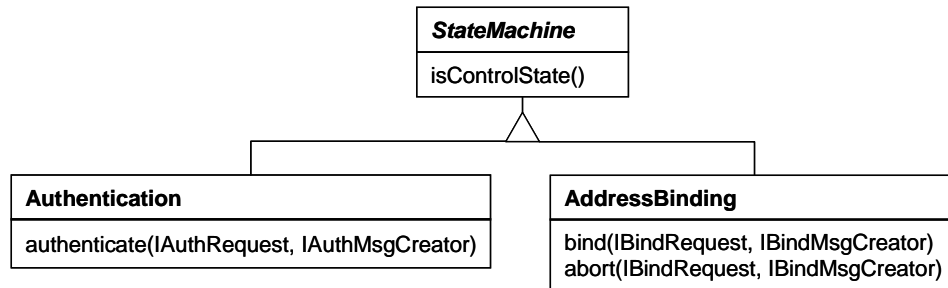 StateMachine
isControlState()
Authentication
authenticate(IAuthRequest, IAuthMsgCreator)
AddressBinding
bind(IBindRequest, IBindMsgCreator)
abort(IBindRequest, IBindMsgCreator)